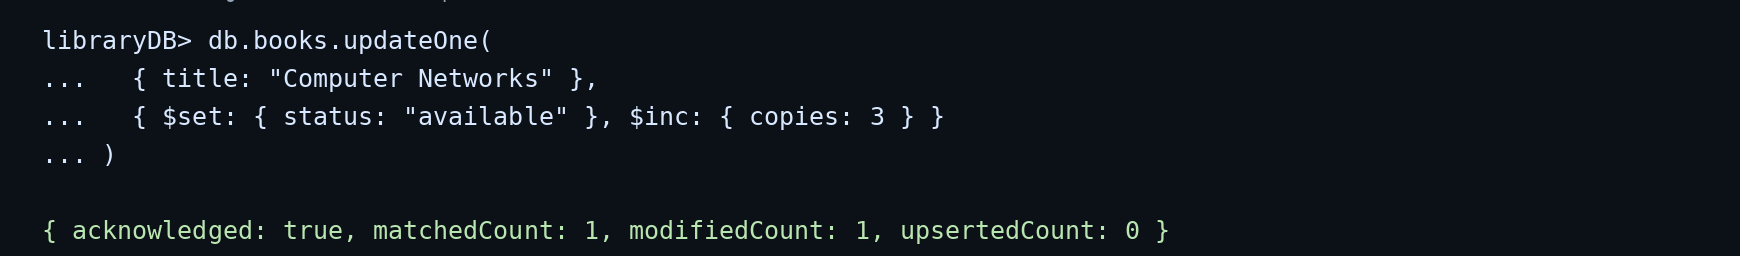 libraryDB> db.books.updateOne(
...   { title: "Computer Networks" },
...   { $set: { status: "available" }, $inc: { copies: 3 } }
... )
{ acknowledged: true, matchedCount: 1, modifiedCount: 1, upsertedCount: 0 }